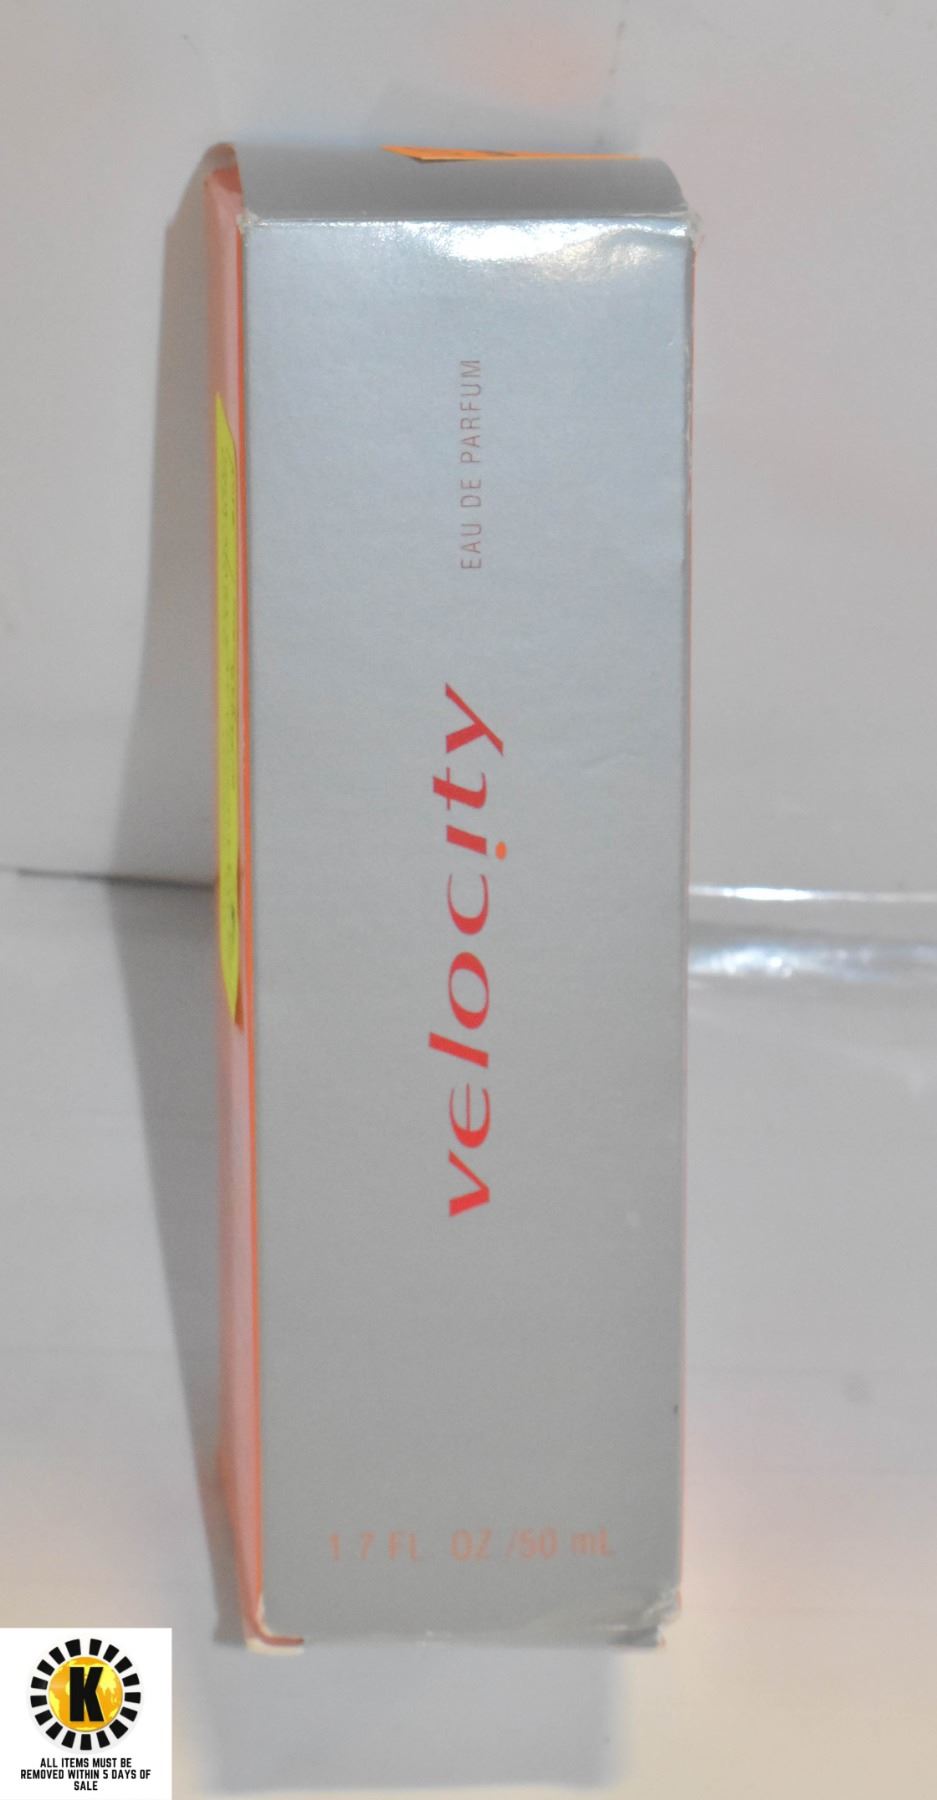 EAU DE PARFUM
velocity
1.7 FL. OZ / 50 mL
K
ALL ITEMS MUST BE
REMOVED WITHIN 5 DAYS OF
SALE